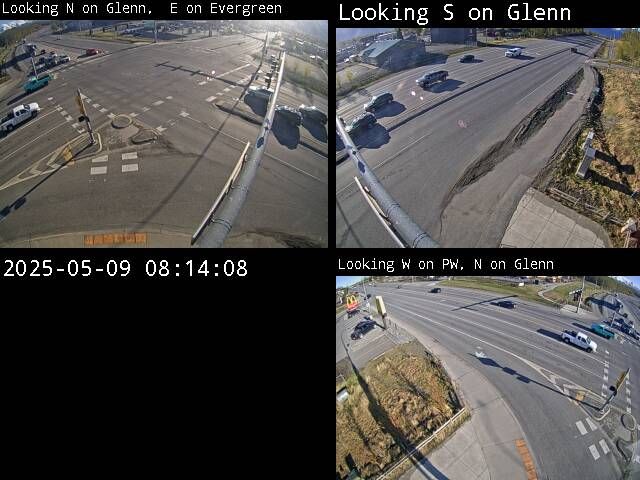 Looking N on Glenn,  E on Evergreen
Looking S on Glenn
2025-05-09 08:14:08
Looking W on PW, N on Glenn